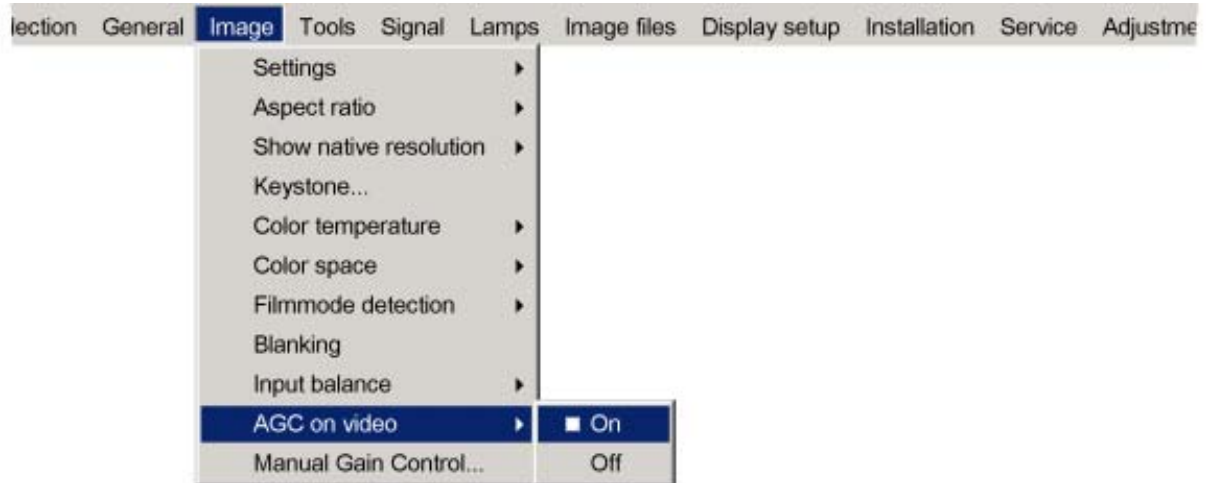 lection General Image Tools Signal Lamps Image files Display setup Installation Service Adjustme
Settings
Aspect ratio
Show native resolution
Keystone...
Color temperature
Color space
Filmmode detection
Blanking
Input balance
AGC on video
On
Manual Gain Control...
Off